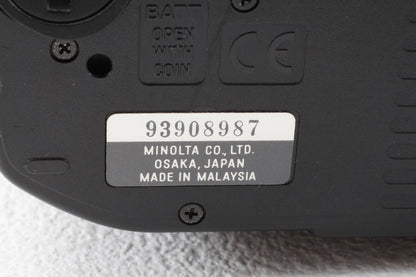 BATT
OPEN
WITH
COIN
CE
93908987
MINOLTA CO., LTD.
OSAKA, JAPAN
MADE IN MALAYSIA